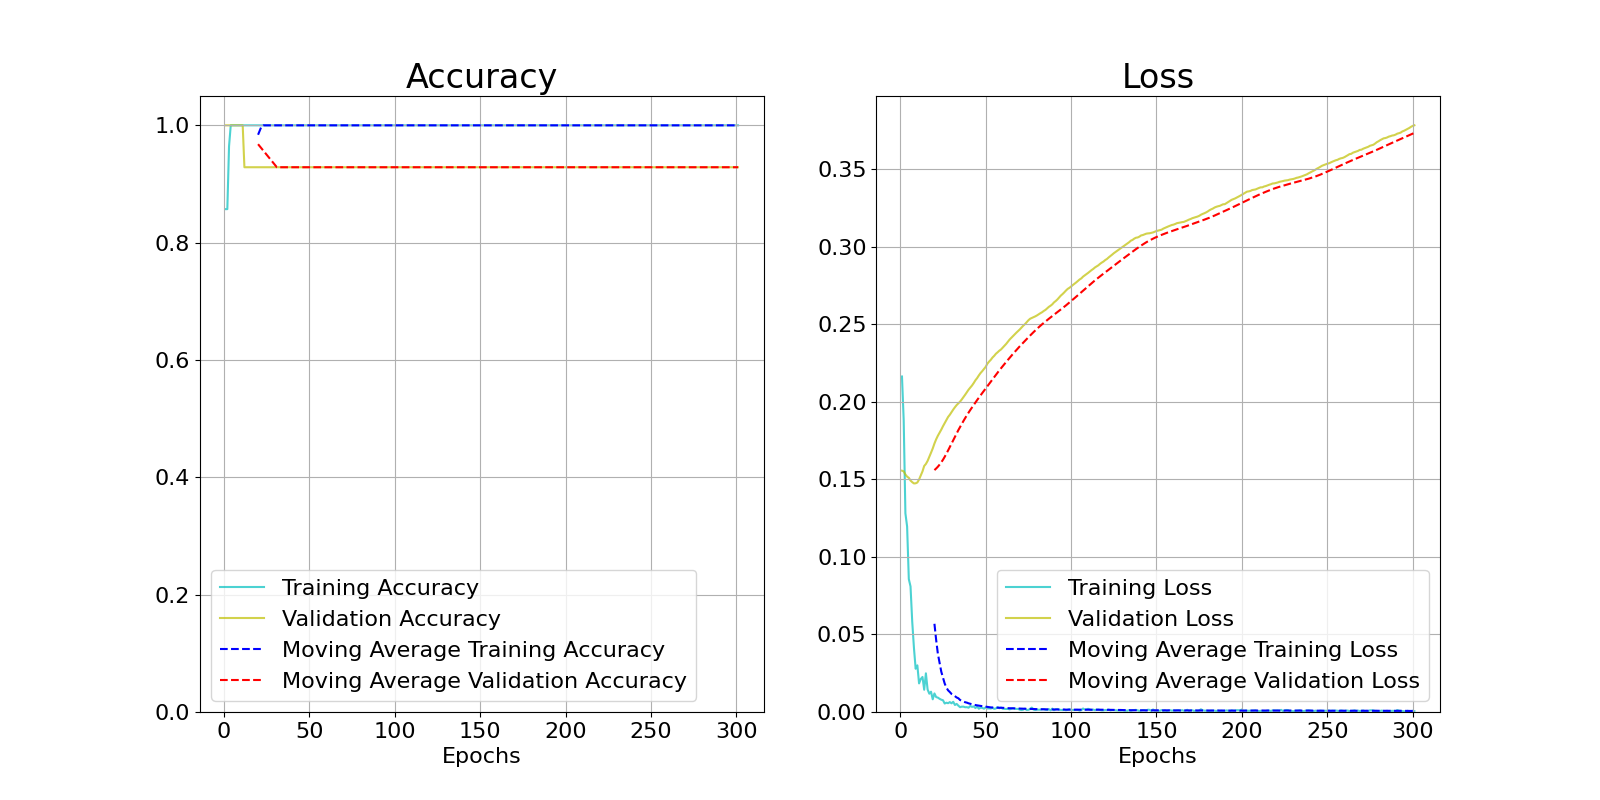 Accuracy
1.0
0.8
0.6
0.4
0.2
0.0
Training Accuracy
Validation Accuracy
Moving Average Training Accuracy
Moving Average Validation Accuracy
0 50 100 150 200 250 300
Epochs
Loss
0.35
0.30
0.25
0.20
0.15
0.10
0.05
0.00
Training Loss
Validation Loss
Moving Average Training Loss
Moving Average Validation Loss
0 50 100 150 200 250 300
Epochs